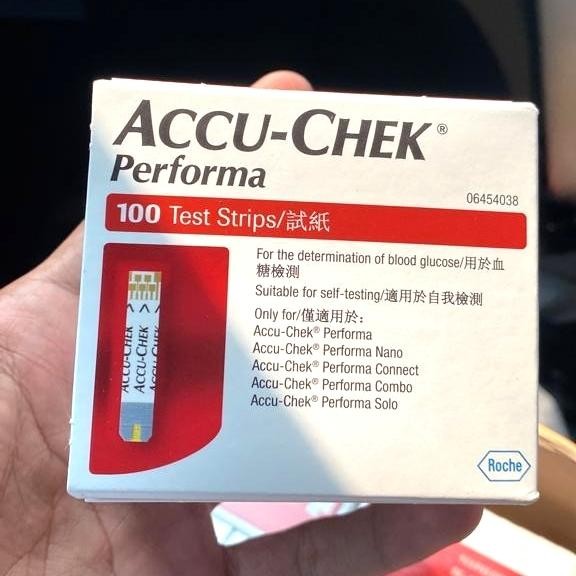 ACCU-CHEK®
Performa
06454038
100 Test Strips/試紙
For the determination of blood glucose/用於血
糖檢測
Suitable for self-testing/適用於自我檢測
Only for/僅適用於：
Accu-Chek® Performa
Accu-Chek® Performa Nano
Accu-Chek® Performa Connect
Accu-Chek® Performa Combo
Accu-Chek® Performa Solo
ACCU-CHEK
ACCU-CHEK
ACCU-CHEK
Roche